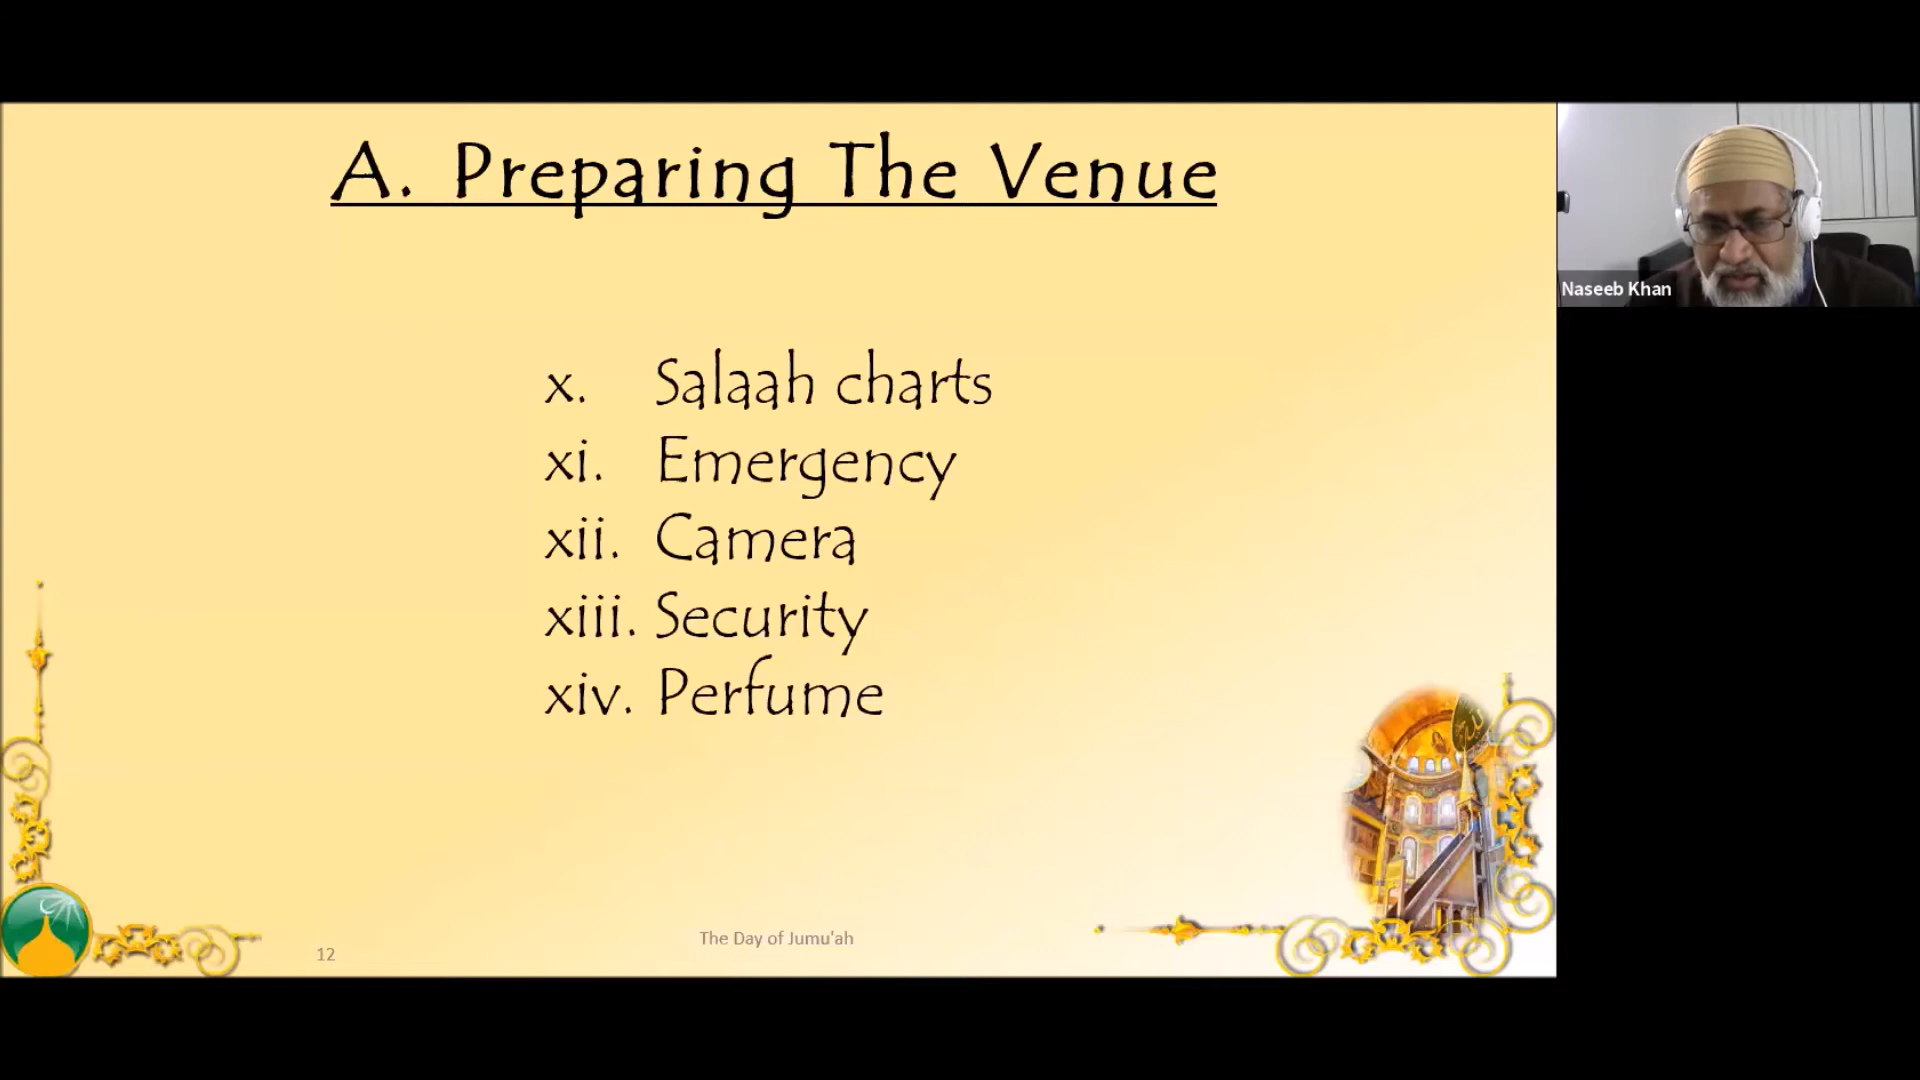 A. Preparing The Venue
x. Salaah charts
xi. Emergency
xii. Camera
xiii. Security
xiv. Perfume
The Day of Jumu'ah
12
Naseeb Khan